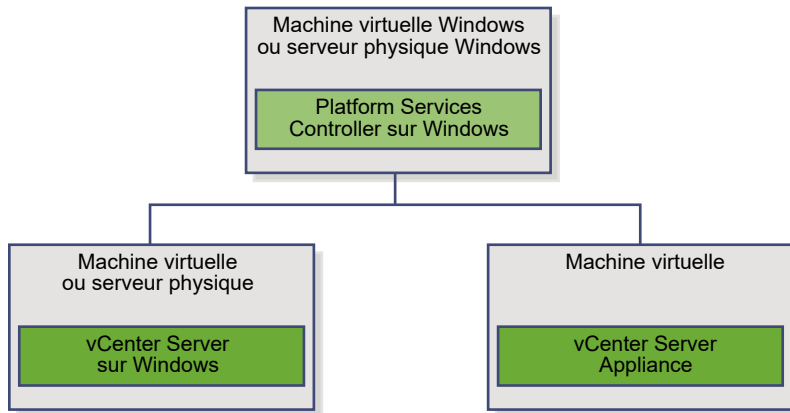 Machine virtuelle Windows
ou serveur physique Windows
Platform Services
Controller sur Windows
Machine virtuelle
ou serveur physique
vCenter Server
sur Windows
Machine virtuelle
vCenter Server
Appliance